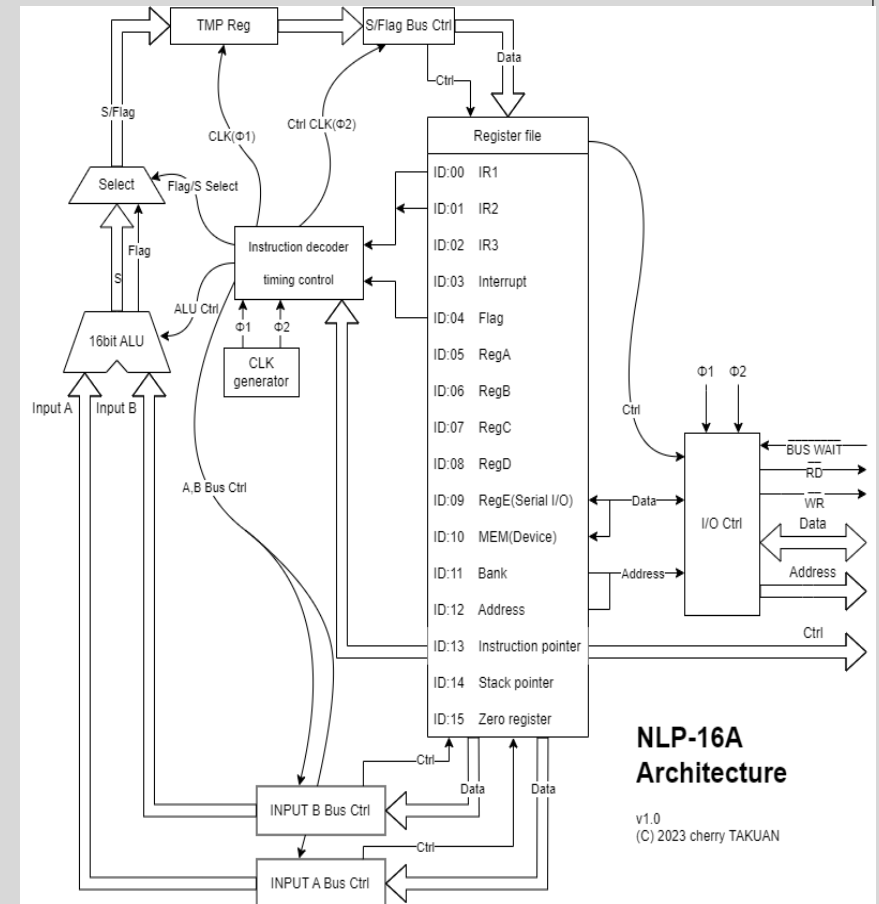 TMP Reg
S/Flag Bus Ctrl
Data
Ctrl
S/Flag
CLK(Φ1)
Ctrl CLK(Φ2)
Register file
Select
Flag/S Select
ID:00 IR1
ID:01 IR2
ID:02 IR3
ID:03 Interrupt
ID:04 Flag
ID:05 RegA
ID:06 RegB
ID:07 RegC
ID:08 RegD
ID:09 RegE(Serial I/O)
ID:10 MEM(Device)
ID:11 Bank
ID:12 Address
ID:13 Instruction pointer
ID:14 Stack pointer
ID:15 Zero register
Instruction decoder
timing control
Flag
S
ALU Ctrl
Φ1 Φ2
16bit ALU
CLK
generator
Input A
Input B
A,B Bus Ctrl
Ctrl
Φ1 Φ2
BUS WAIT
RD
WR
Data
I/O Ctrl
Data
Address
Address
Ctrl
Ctrl
Data
Data
INPUT B Bus Ctrl
Ctrl
INPUT A Bus Ctrl
NLP-16A
Architecture
v1.0
(C) 2023 cherry TAKUAN